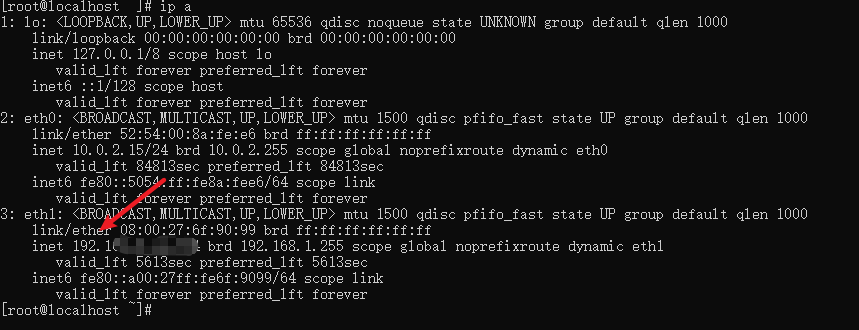 [root@localhost ~]# ip a
1: lo: <LOOPBACK,UP,LOWER_UP> mtu 65536 qdisc noqueue state UNKNOWN group default qlen 1000
link/loopback 00:00:00:00:00:00 brd 00:00:00:00:00:00
inet 127.0.0.1/8 scope host lo
valid_lft forever preferred_lft forever
inet6 ::1/128 scope host
valid_lft forever preferred_lft forever
2: eth0: <BROADCAST,MULTICAST,UP,LOWER_UP> mtu 1500 qdisc pfifo_fast state UP group default qlen 1000
link/ether 52:54:00:8a:fe:e6 brd ff:ff:ff:ff:ff:ff
inet 10.0.2.15/24 brd 10.0.2.255 scope global noprefixroute dynamic eth0
valid_lft 84813sec preferred_lft 84813sec
inet6 fe80::5054:ff:fe8a:fee6/64 scope link
valid_lft forever preferred_lft forever
3: eth1: <BROADCAST,MULTICAST,UP,LOWER_UP> mtu 1500 qdisc pfifo_fast state UP group default qlen 1000
link/ether 08:00:27:6f:90:99 brd ff:ff:ff:ff:ff:ff
inet brd 192.168.1.255 scope global noprefixroute dynamic eth1
valid_lft 5613sec preferred_lft 5613sec
inet6 fe80::a00:27ff:fe6f:9099/64 scope link
valid_lft forever preferred_lft forever
[root@localhost ~]#